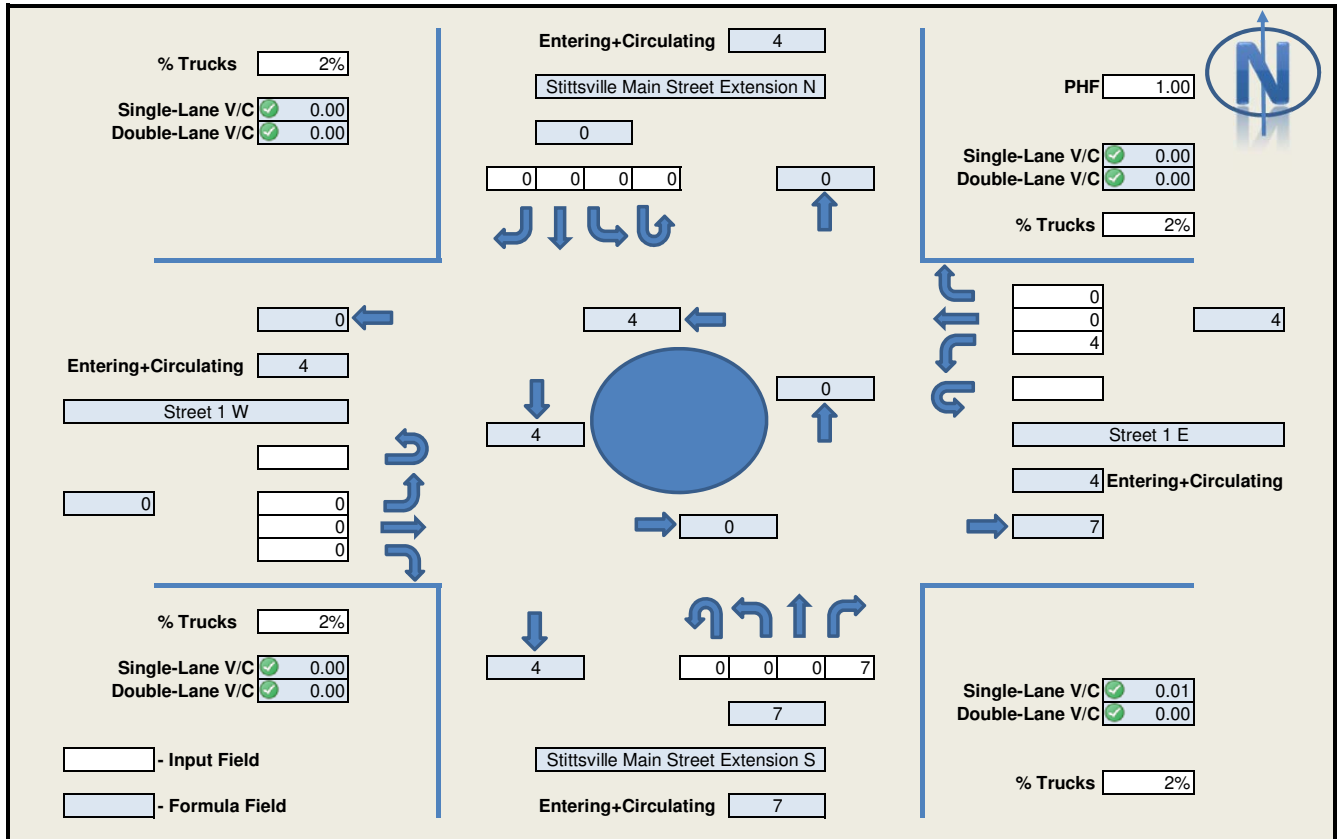 Entering+Circulating 4
% Trucks 2%
Stittsville Main Street Extension N
PHF 1.00
N
Single-Lane V/C 0.00
Double-Lane V/C 0.00
0
Single-Lane V/C 0.00
Double-Lane V/C 0.00
0 0 0 0
0
% Trucks 2%
0
0
4
0
4
4
Entering+Circulating 4
0
Street 1 W
4
Street 1 E
4 Entering+Circulating
0
0
0
0
0
7
% Trucks 2%
Single-Lane V/C 0.00
Double-Lane V/C 0.00
4
0 0 0 7
7
Single-Lane V/C 0.01
Double-Lane V/C 0.00
- Input Field
Stittsville Main Street Extension S
% Trucks 2%
- Formula Field
Entering+Circulating 7